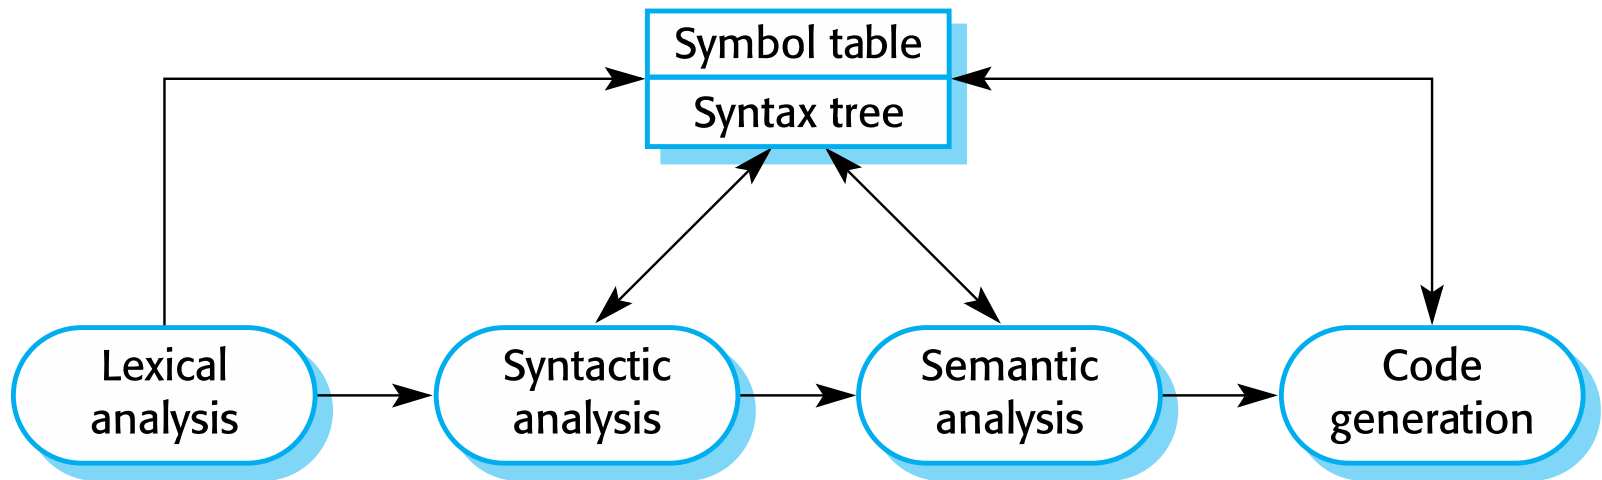 Symbol table
Syntax tree
Lexical
analysis
Syntactic
analysis
Semantic
analysis
Code
generation